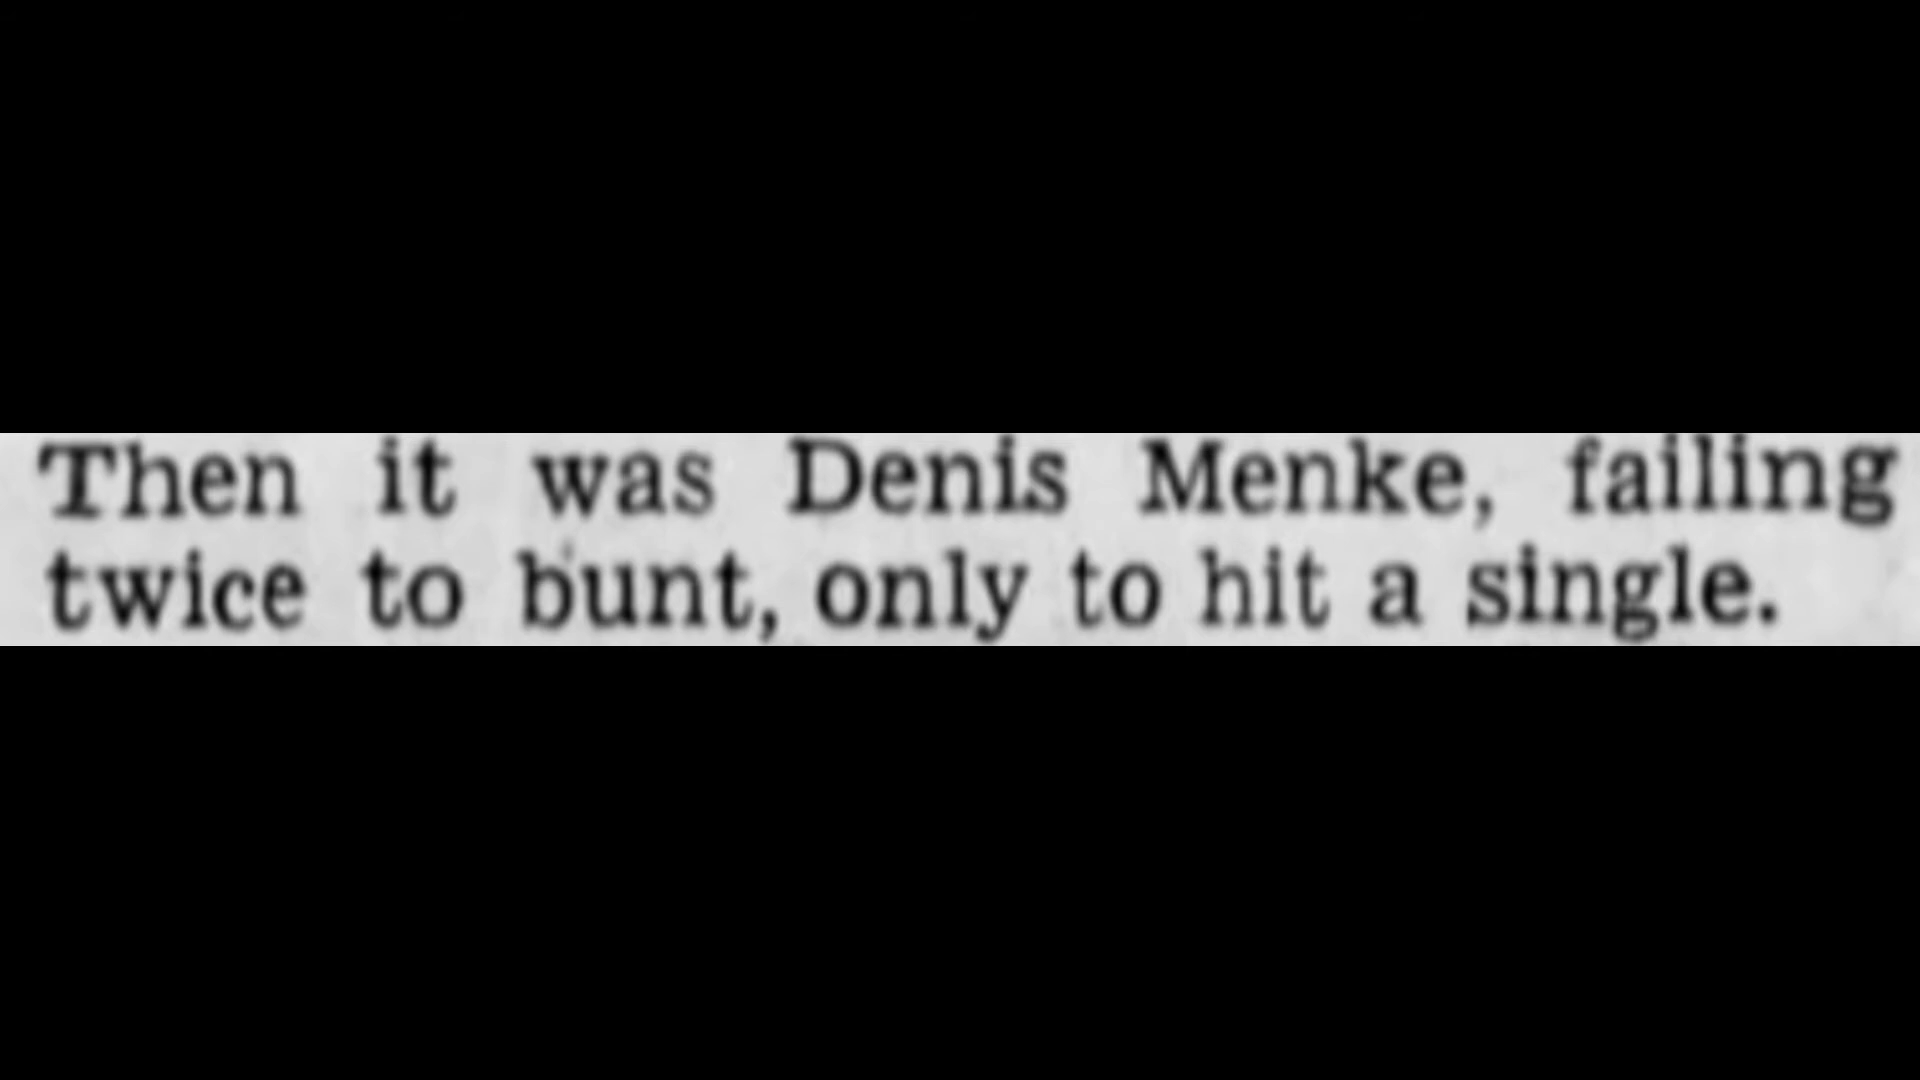 Then it was Denis Menke, failing
twice to bunt, only to hit a single.